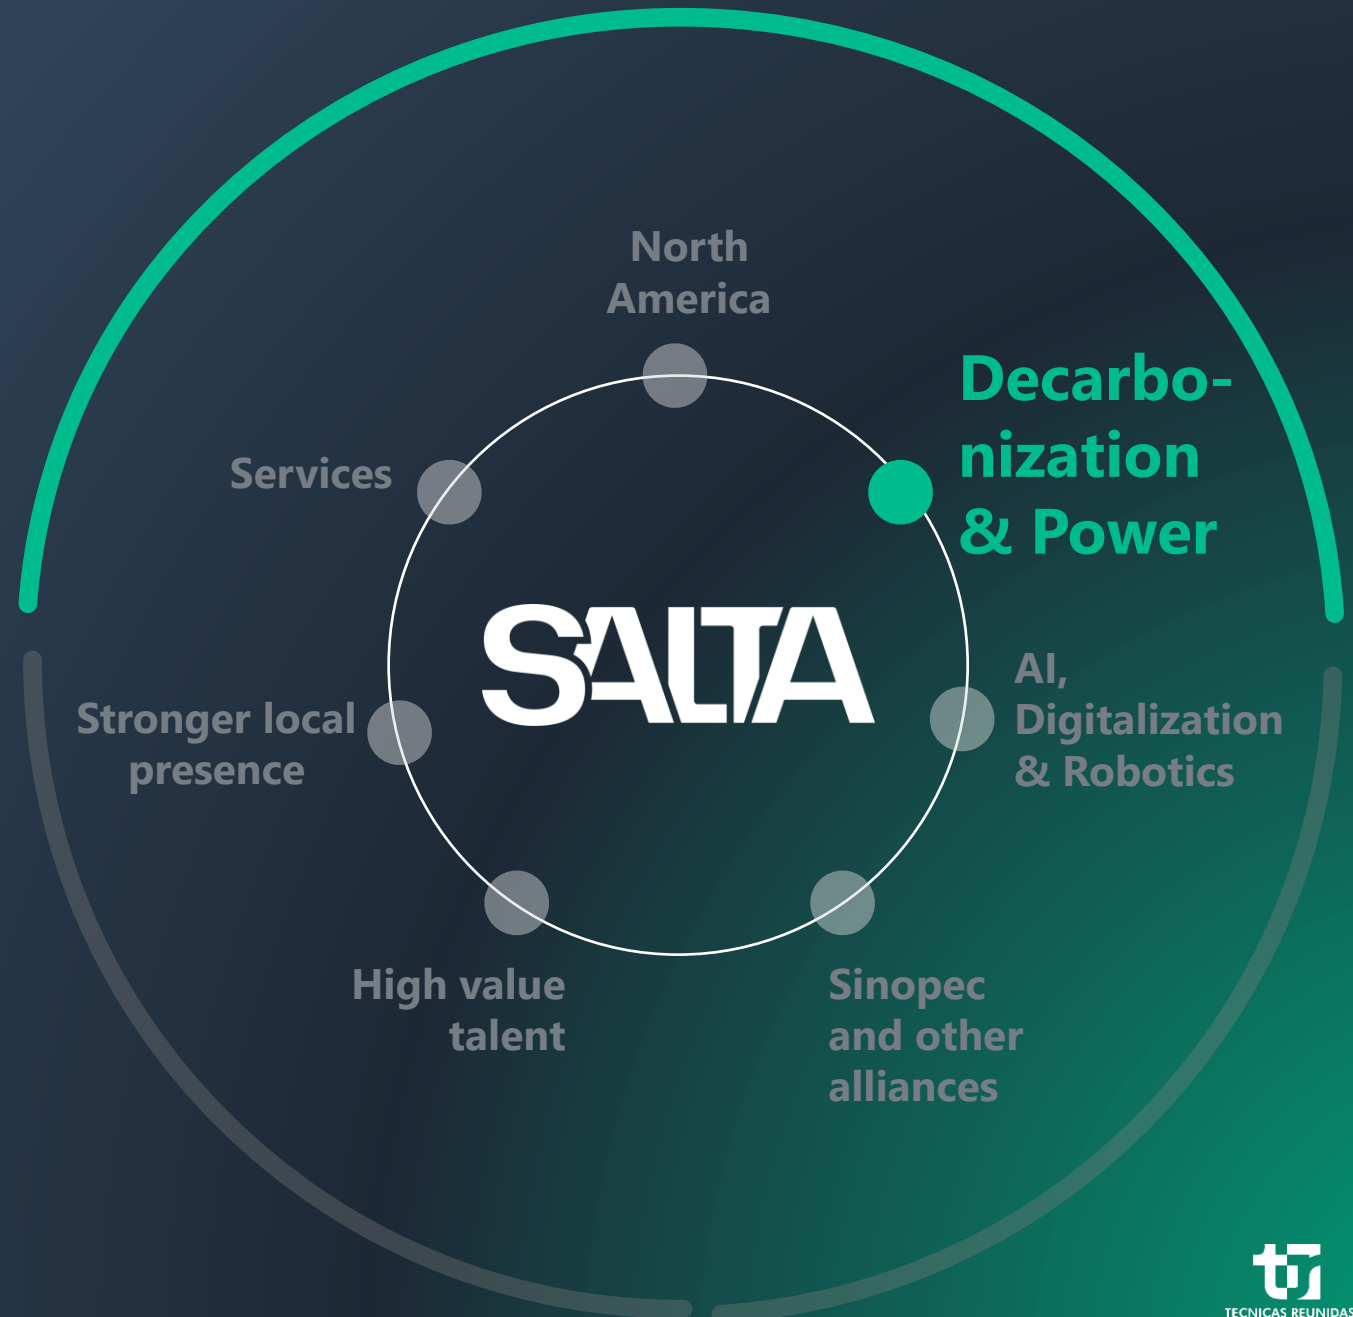 North
America
Decarbo-
nization
& Power
Services
SALTA
AI,
Digitalization
& Robotics
Stronger local
presence
High value
talent
Sinopec
and other
alliances
tr
TECNICAS REUNIDAS